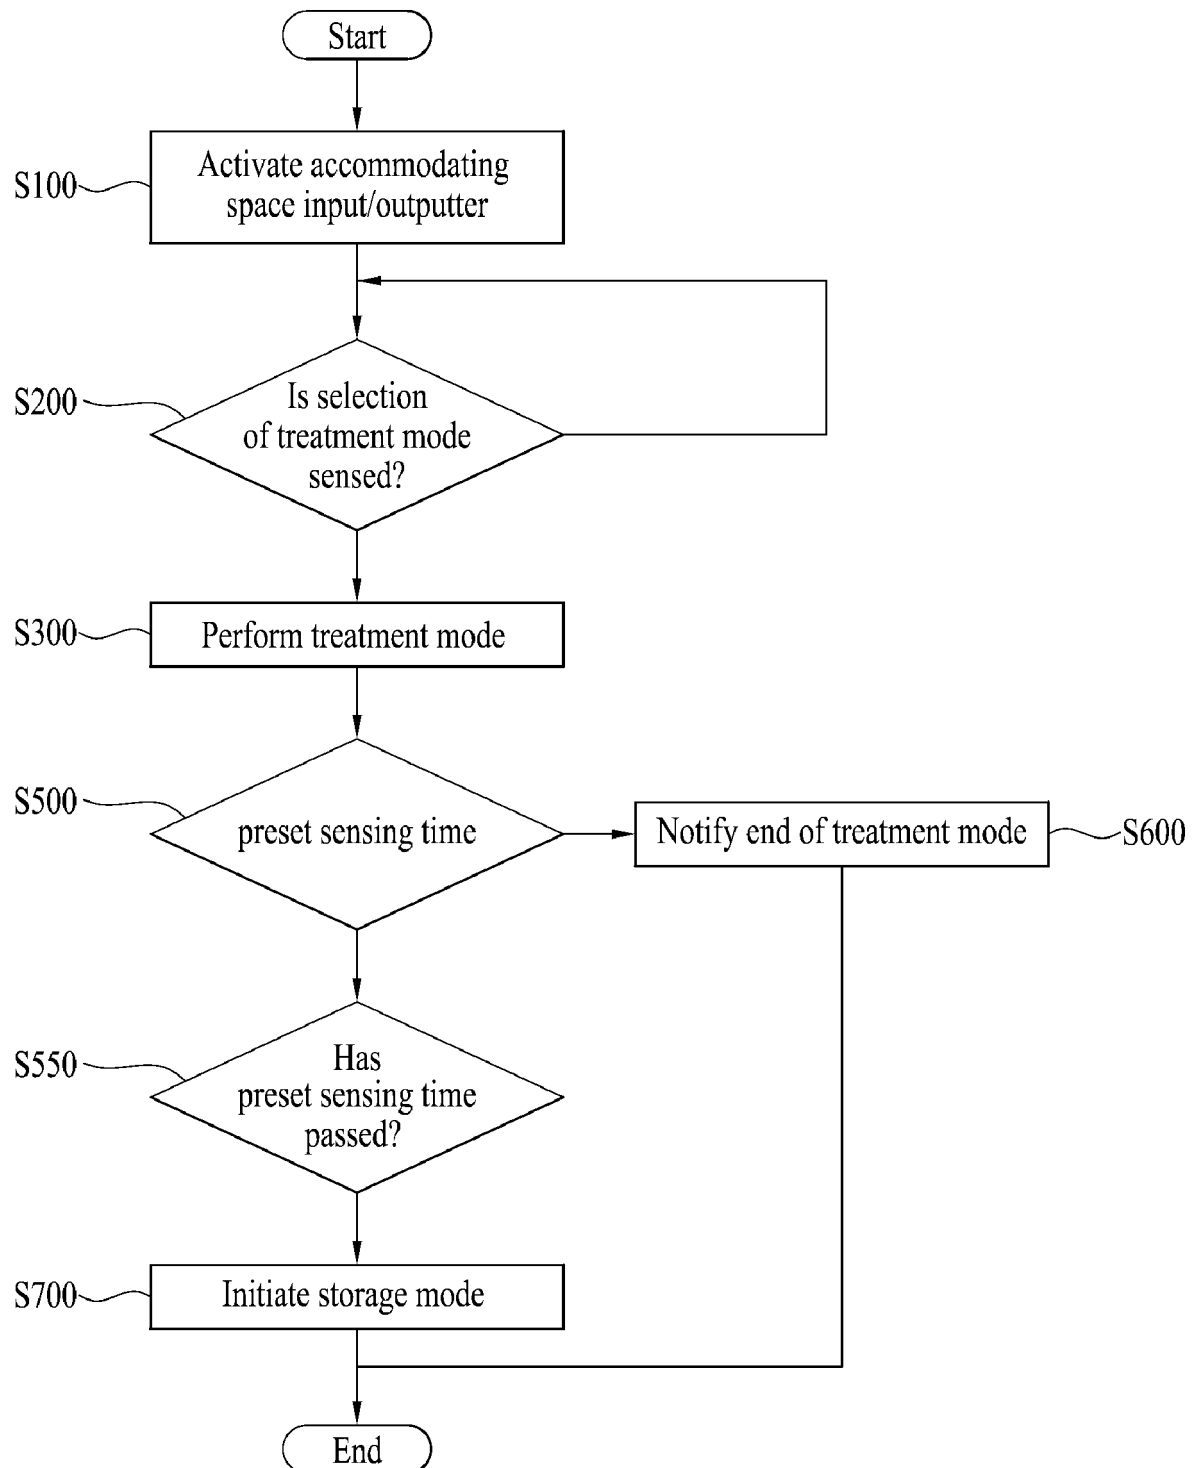 Start
S100
Activate accommodating
space input/outputter
S200
Is selection
of treatment mode
sensed?
S300
Perform treatment mode
S500
preset sensing time
Notify end of treatment mode
S600
S550
Has
preset sensing time
passed?
S700
Initiate storage mode
End